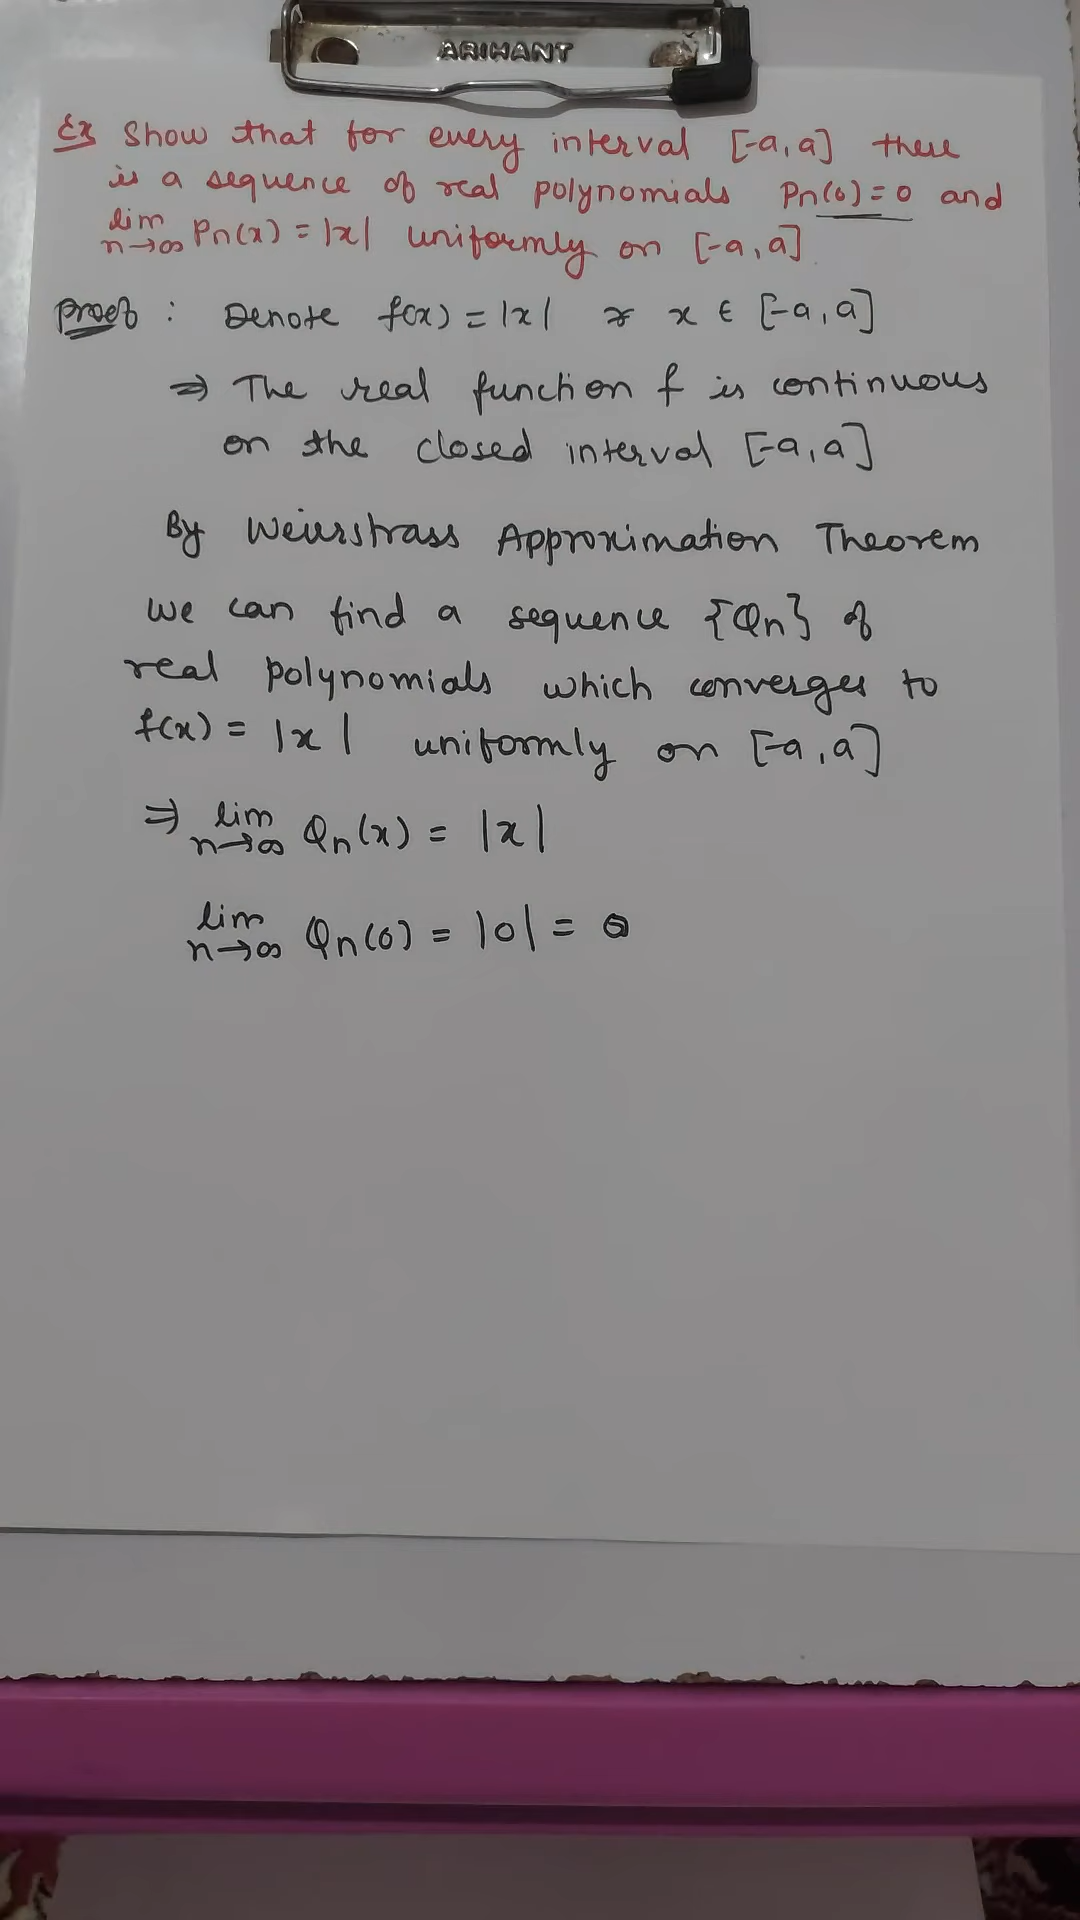 ARIHANT
Ex Show that for every interval [-a,a] there
is a sequence of real polynomials Pn(0)=0 and
lim n→∞ Pn(x) = |x| uniformly on [-a,a].
Proof : Denote f(x) = |x| ∀ x ∈ [-a,a]
⇒ The real function f is continuous
on the closed interval [-a,a]
By Weierstrass Approximation Theorem
we can find a sequence {Qn} of
real polynomials which converges to
f(x) = |x| uniformly on [-a,a]
⇒ lim n→∞ Qn(x) = |x|
lim n→∞ Qn(0) = |0| = 0